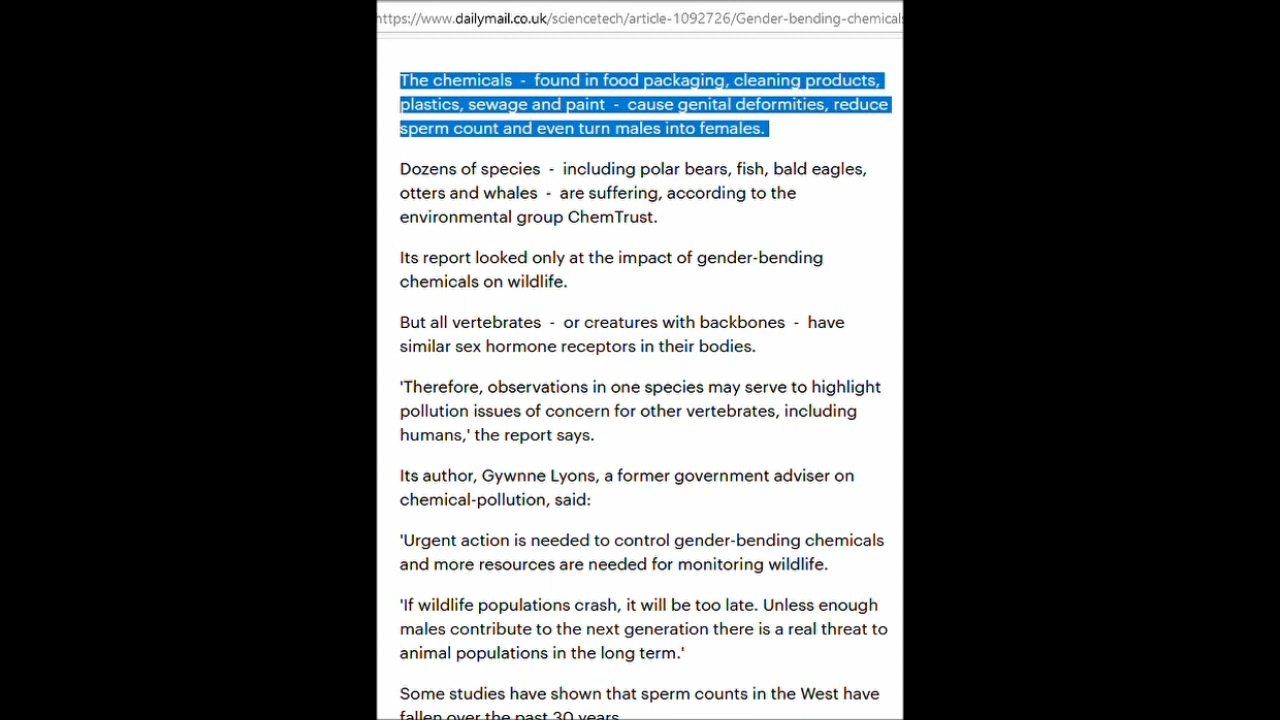 https://www.dailymail.co.uk/sciencetech/article-1092726/Gender-bending-chemicals
The chemicals - found in food packaging, cleaning products,
plastics, sewage and paint - cause genital deformities, reduce
sperm count and even turn males into females.
Dozens of species - including polar bears, fish, bald eagles,
otters and whales - are suffering, according to the
environmental group ChemTrust.
Its report looked only at the impact of gender-bending
chemicals on wildlife.
But all vertebrates - or creatures with backbones - have
similar sex hormone receptors in their bodies.
'Therefore, observations in one species may serve to highlight
pollution issues of concern for other vertebrates, including
humans,' the report says.
Its author, Gywnne Lyons, a former government adviser on
chemical-pollution, said:
'Urgent action is needed to control gender-bending chemicals
and more resources are needed for monitoring wildlife.
'If wildlife populations crash, it will be too late. Unless enough
males contribute to the next generation there is a real threat to
animal populations in the long term.'
Some studies have shown that sperm counts in the West have
fallen over the past 30 years